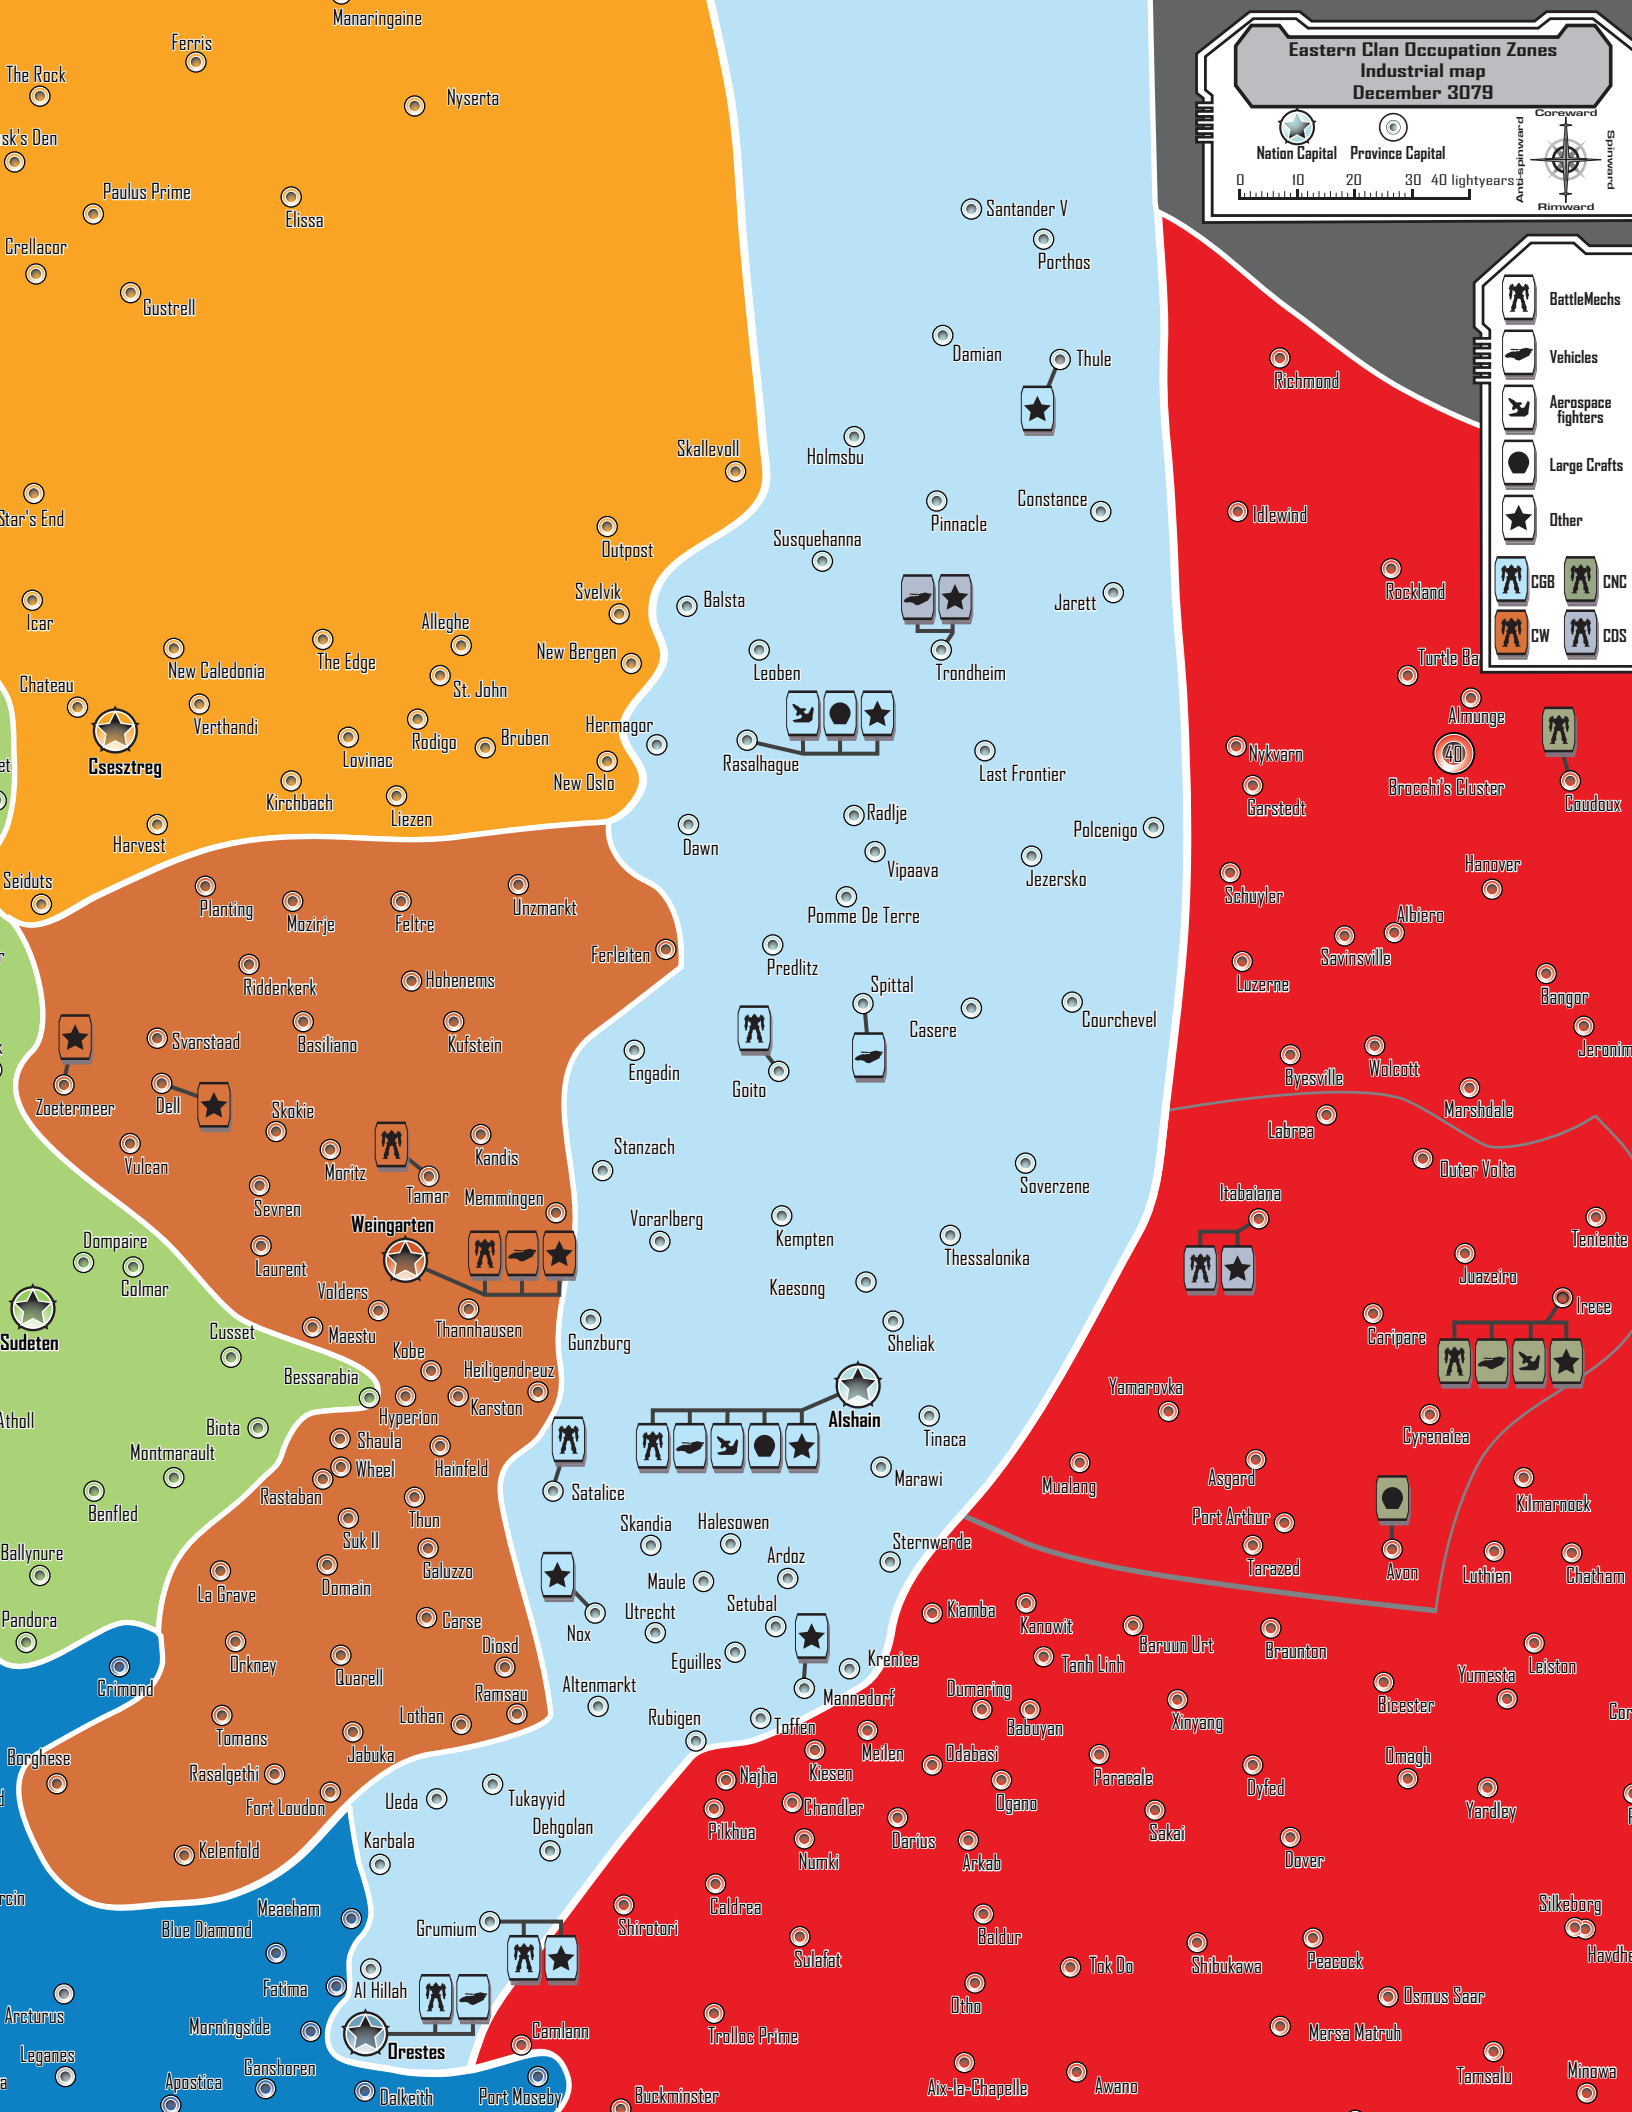 Manaringaine
Ferris
The Rock
Nyserta
sk's Den
Paulus Prime
Elissa
Crellacor
Gustrell
Eastern Clan Occupation Zones
Industrial map
December 3079
Nation Capital
Province Capital
Coreward
Anti-spinward
Spinward
Rimward
0 10 20 30 40 lightyears
BattleMechs
Vehicles
Aerospace
fighters
Large Crafts
Other
CGB
CNC
CW
CDS
Santander V
Porthos
Damian
Thule
Richmond
Skallevoll
Holmsbu
Star's End
Pinnacle
Constance
Idlewind
Outpost
Susquehanna
Svelvik
Balsta
Jarett
Rockland
Icar
Alleghe
The Edge
New Bergen
New Caledonia
Leoben
Trondheim
Turtle Ba
Chateau
St. John
Verthandi
Rodigo
Bruben
Hermagor
Almunge
Csesztreg
Lovinac
Rasalhague
Last Frontier
Nykvarn
40
Brocchi's Cluster
Coudoux
et
Kirchbach
New Oslo
Garstedt
Liezen
Radlje
Polcenigo
Harvest
Dawn
Vipaava
Jezersko
Hanover
Seiduts
Schuyler
Planting
Mozirje
Feltre
Unzmarkt
Pomme De Terre
Albiero
Ferleiten
Predlitz
Savinsville
Ridderkerk
Hohenems
Spittal
Luzerne
Bangor
Casere
Courchevel
Svarstaad
Basiliano
Kufstein
Jeronim
Engadin
Goito
Byesville
Wolcott
Zoetermeer
Dell
Skokie
Marshdale
Labrea
Vulcan
Moritz
Kandis
Stanzach
Outer Volta
Sevren
Tamar
Memmingen
Soverzene
Itabaiana
Weingarten
Vorarlberg
Kempten
Teniente
Dompaire
Colmar
Laurent
Thessalonika
Juazeiro
Volders
Kaesong
Irece
Sudeten
Cusset
Maestu
Thannhausen
Gunzburg
Sheliak
Caripare
Kobe
Bessarabia
Heiligendreuz
Yamarovka
Hyperion
Karston
Alshain
Atholl
Biota
Shaula
Tinaca
Cyrenaica
Montmarault
Wheel
Hainfeld
Marawi
Asgard
Rastaban
Satalice
Mualang
Kilmarnock
Benfled
Thun
Skandia
Halesowen
Port Arthur
Suk II
Sternwerde
Ballynure
Galuzzo
Ardoz
Tarazed
Avon
Luthien
Chatham
La Grave
Domain
Maule
Pandora
Carse
Nox
Utrecht
Setubal
Kiamba
Kanowit
Baruun Urt
Braunton
Diosd
Orkney
Quarell
Eguilles
Krenice
Tanh Linh
Leiston
Crimond
Ramsau
Altenmarkt
Mannedorf
Dumaring
Yumesta
Bicester
Lothan
Rubigen
Toffen
Babuyan
Xinyang
Cor
Tomans
Jabuka
Meilen
Borghese
Rasalgethi
Najha
Kiesen
Odabasi
Paracale
Dyfed
Omagh
Fort Loudon
Ueda
Tukayyid
Chandler
Ogano
Yardley
Pilkhua
Dehgolan
Darius
Sakai
Karbala
Kelenfold
Numki
Arkab
Dover
rcin
Meacham
Caldrea
Silkeborg
Blue Diamond
Grumium
Shirotori
Baldur
Havdhe
Sulafat
Tok Do
Shibukawa
Peacock
Fatima
Al Hillah
Arcturus
Otho
Osmus Saar
Morningside
Trolloc Prime
Mersa Matruh
Camlann
Leganes
Orestes
Ganshoren
Tamsalu
Minowa
Apostica
Dalkeith
Port Moseby
Buckminster
Aix-la-Chapelle
Awano